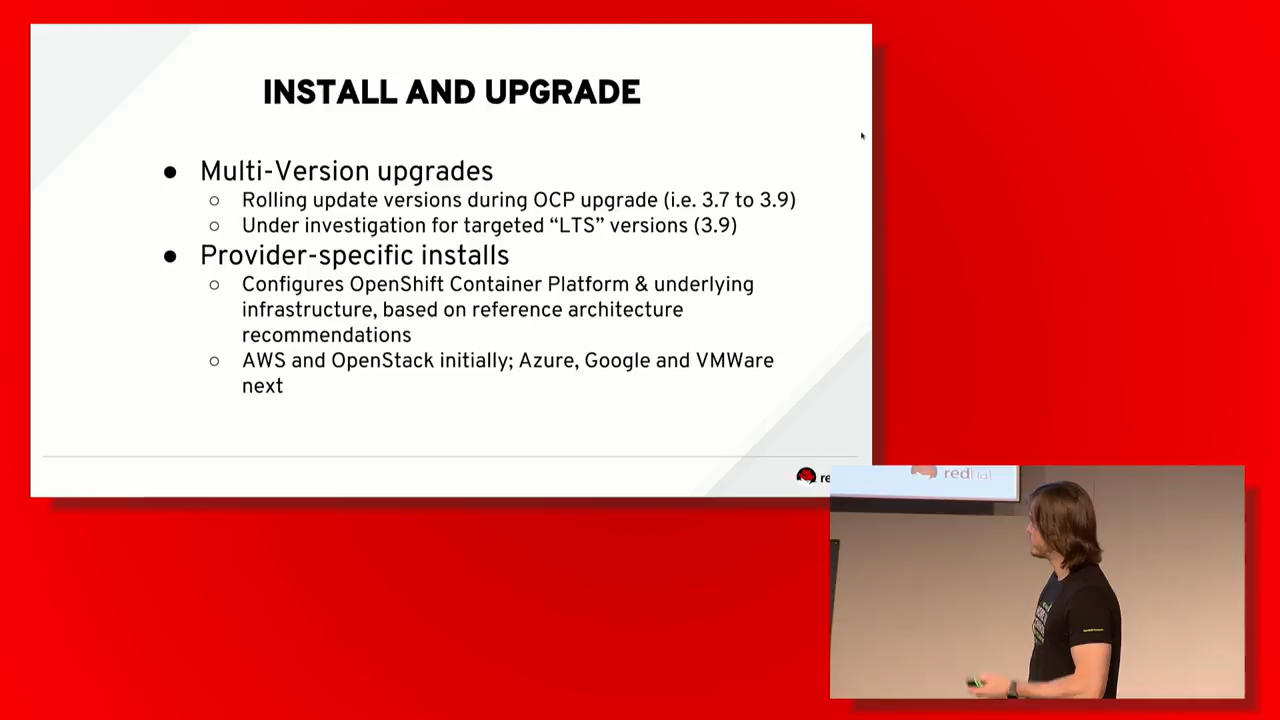 INSTALL AND UPGRADE
● Multi-Version upgrades
○ Rolling update versions during OCP upgrade (i.e. 3.7 to 3.9)
○ Under investigation for targeted “LTS” versions (3.9)
● Provider-specific installs
○ Configures OpenShift Container Platform & underlying
infrastructure, based on reference architecture
recommendations
○ AWS and OpenStack initially; Azure, Google and VMWare
next
re
redhat